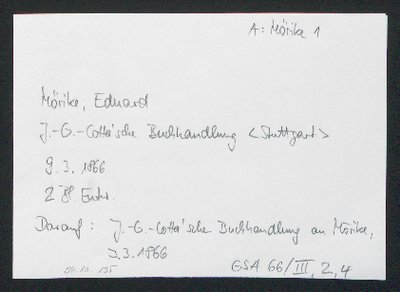 A: Mörike 1
Mörike, Eduard
J.-G.-Cotta'sche Buchhandlung <Stuttgart>
9. 3. 1866
2 Bl. Entw.
Darauf: J.-G.-Cotta'sche Buchhandlung an Mörike,
3. 3. 1866
GSA 66/III, 2, 4